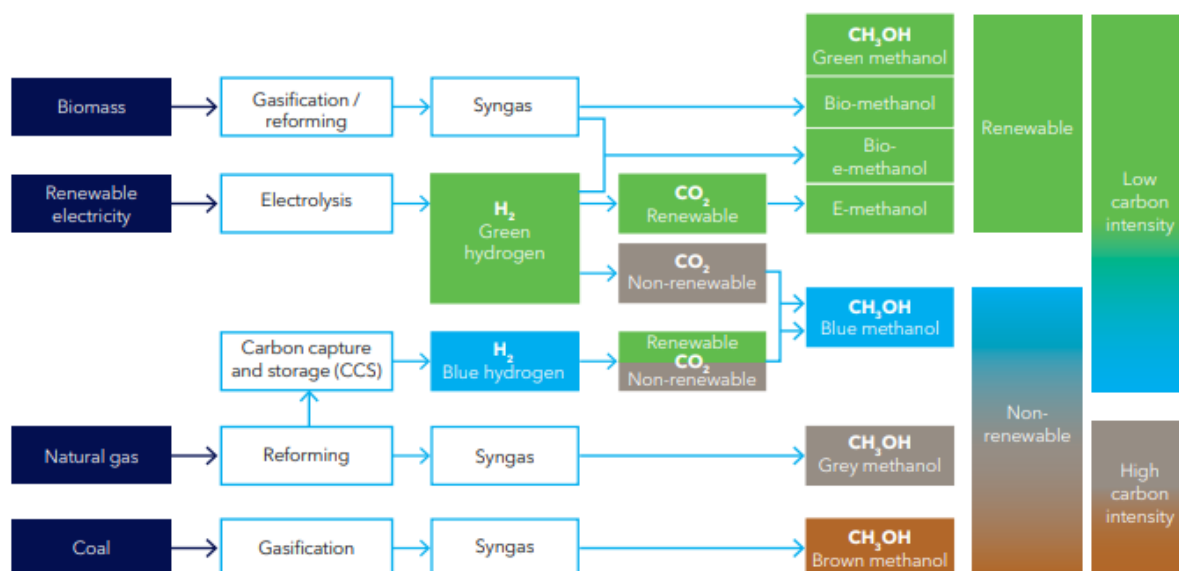 CH₃OH
Green methanol
Biomass
Gasification /
reforming
Syngas
Bio-methanol
Renewable
Bio-
e-methanol
Renewable
electricity
Electrolysis
H₂
Green
hydrogen
CO₂
Renewable
E-methanol
Low
carbon
intensity
CO₂
Non-renewable
CH₃OH
Blue methanol
Carbon capture
and storage (CCS)
H₂
Blue hydrogen
Renewable
CO₂
Non-renewable
Non-
renewable
Natural gas
Reforming
Syngas
CH₃OH
Grey methanol
High
carbon
intensity
Coal
Gasification
Syngas
CH₃OH
Brown methanol